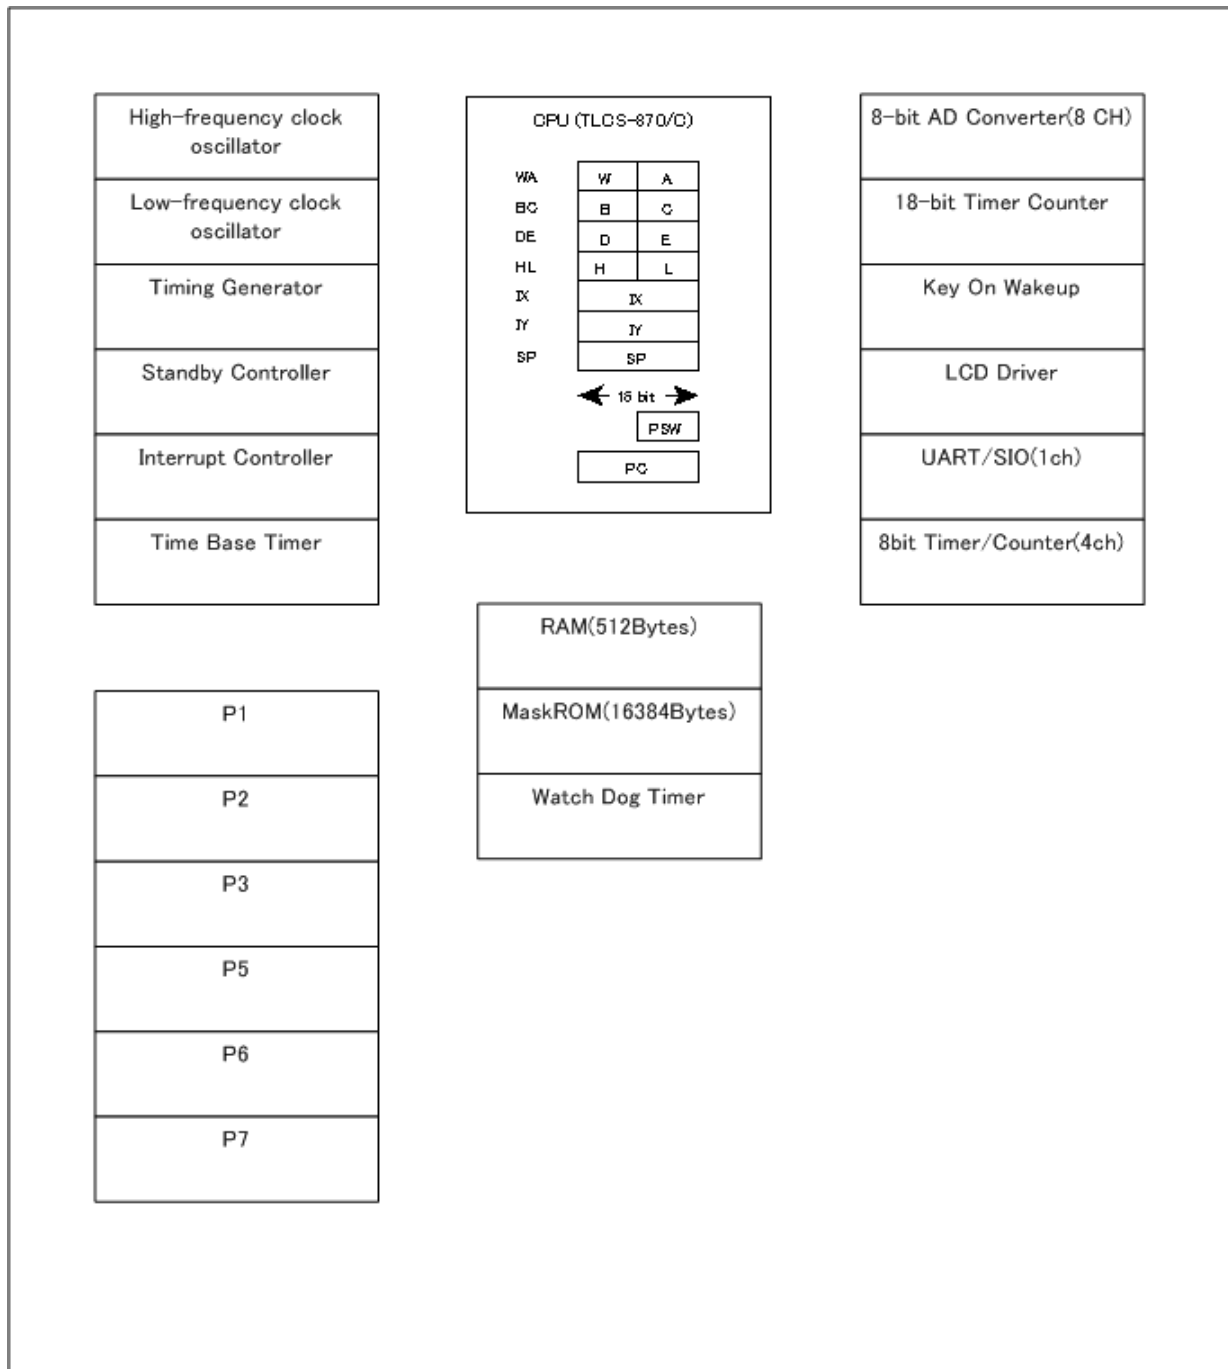 High-frequency clock
oscillator
Low-frequency clock
oscillator
Timing Generator
Standby Controller
Interrupt Controller
Time Base Timer
CPU (TLCS-870/C)
WA W A
BC B C
DE D E
HL H L
IX IX
IY IY
SP SP
16 bit
PSW
PC
8-bit AD Converter(8 CH)
18-bit Timer Counter
Key On Wakeup
LCD Driver
UART/SIO(1ch)
8bit Timer/Counter(4ch)
RAM(512Bytes)
MaskROM(16384Bytes)
Watch Dog Timer
P1
P2
P3
P5
P6
P7